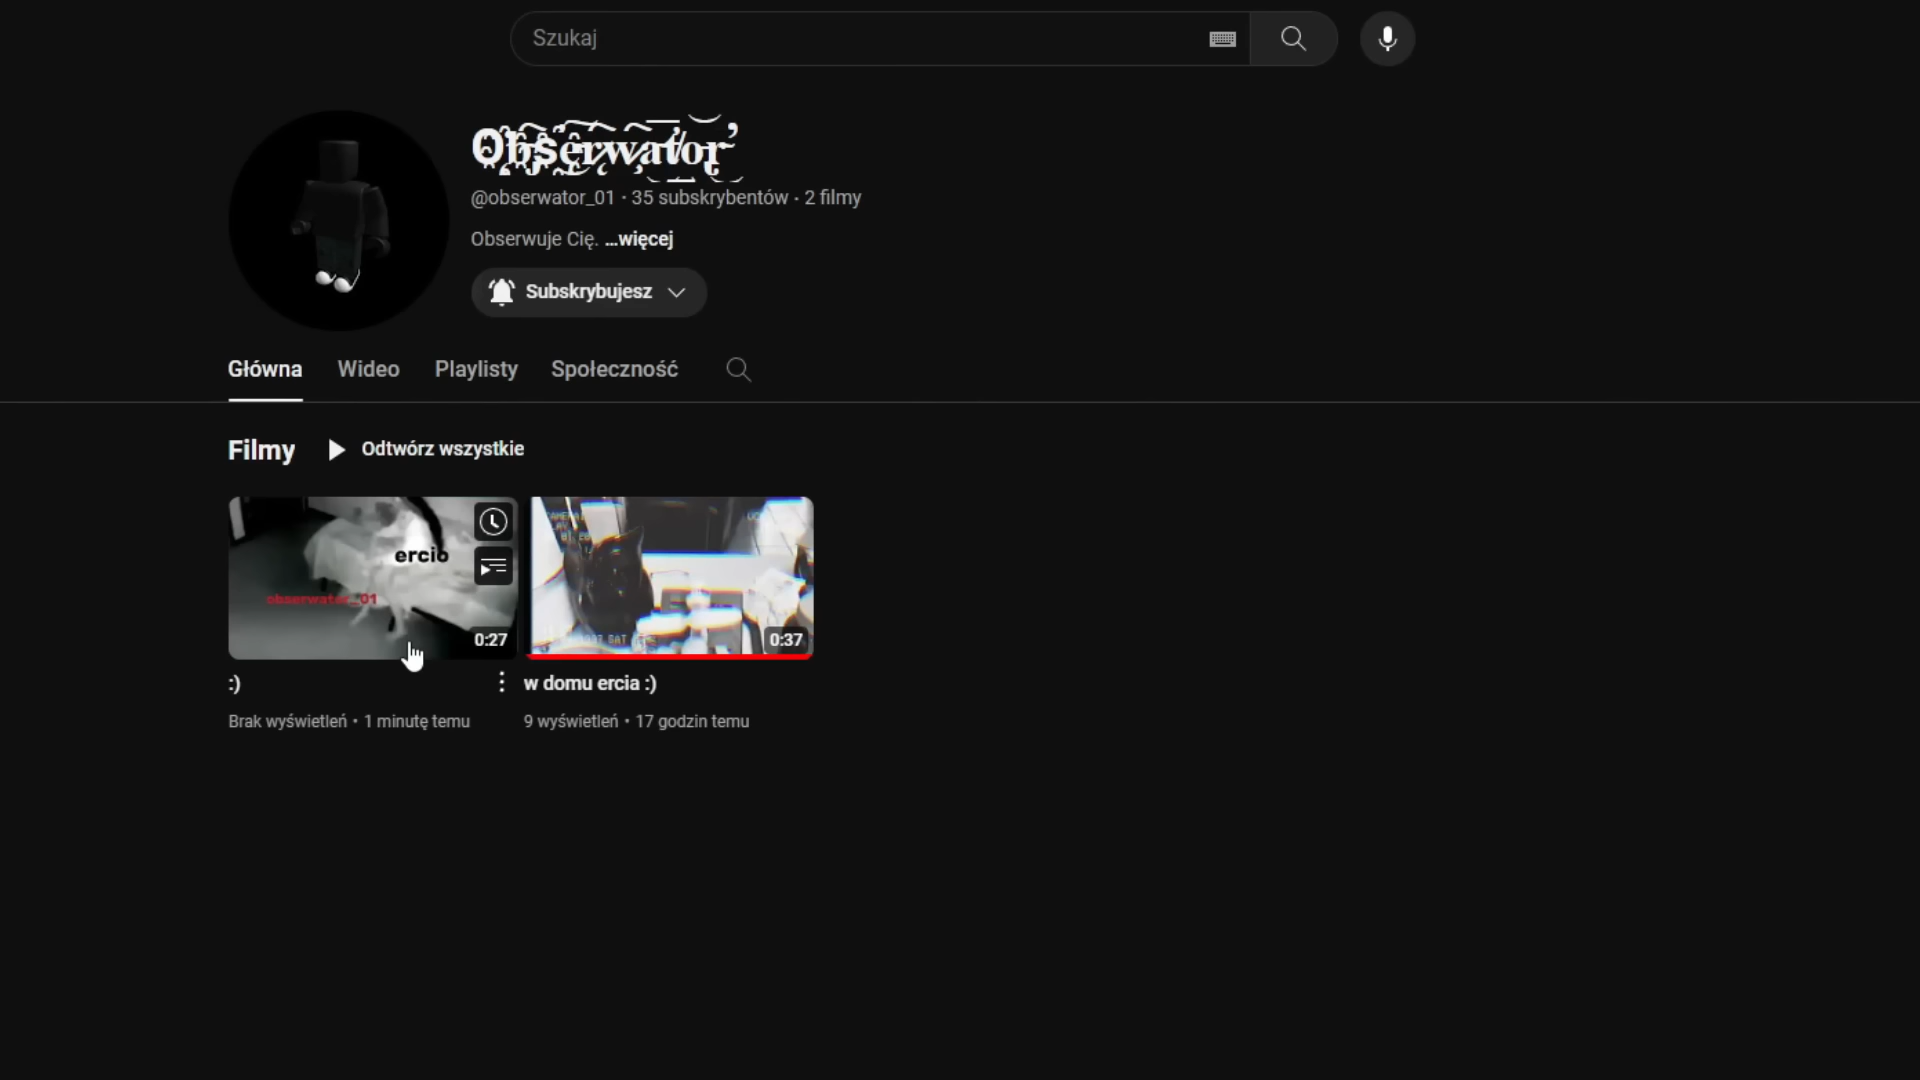 Szukaj
Obserwator
@obserwator_01 · 35 subskrybentów · 2 filmy
Obserwuje Cię. ...więcej
Subskrybujesz
Główna
Wideo
Playlisty
Społeczność
Filmy
Odtwórz wszystkie
ercio
obserwator_01
0:27
0:37
:)
w domu ercia :)
Brak wyświetleń • 1 minutę temu
9 wyświetleń • 17 godzin temu